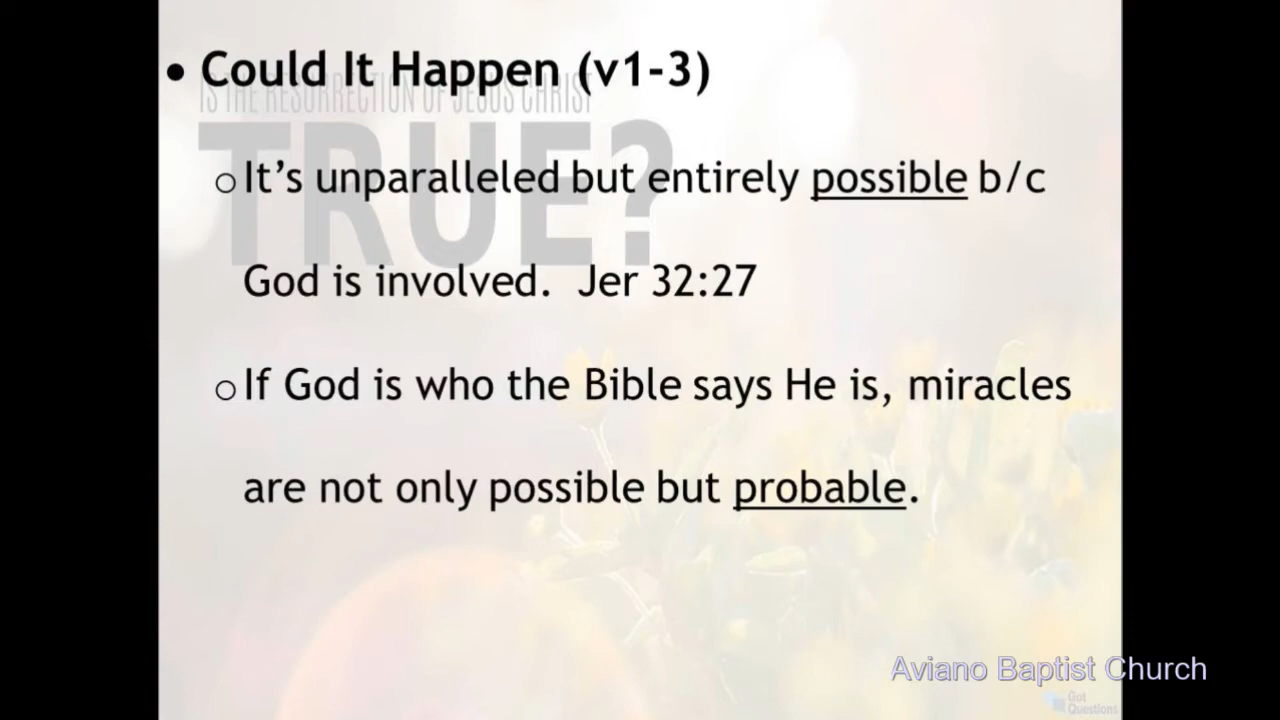 • Could It Happen (v1-3)
IS THE RESURRECTION OF JESUS CHRIST
TRUE?
o It's unparalleled but entirely possible b/c
God is involved. Jer 32:27
o If God is who the Bible says He is, miracles
are not only possible but probable.
Aviano Baptist Church
Got
Questions